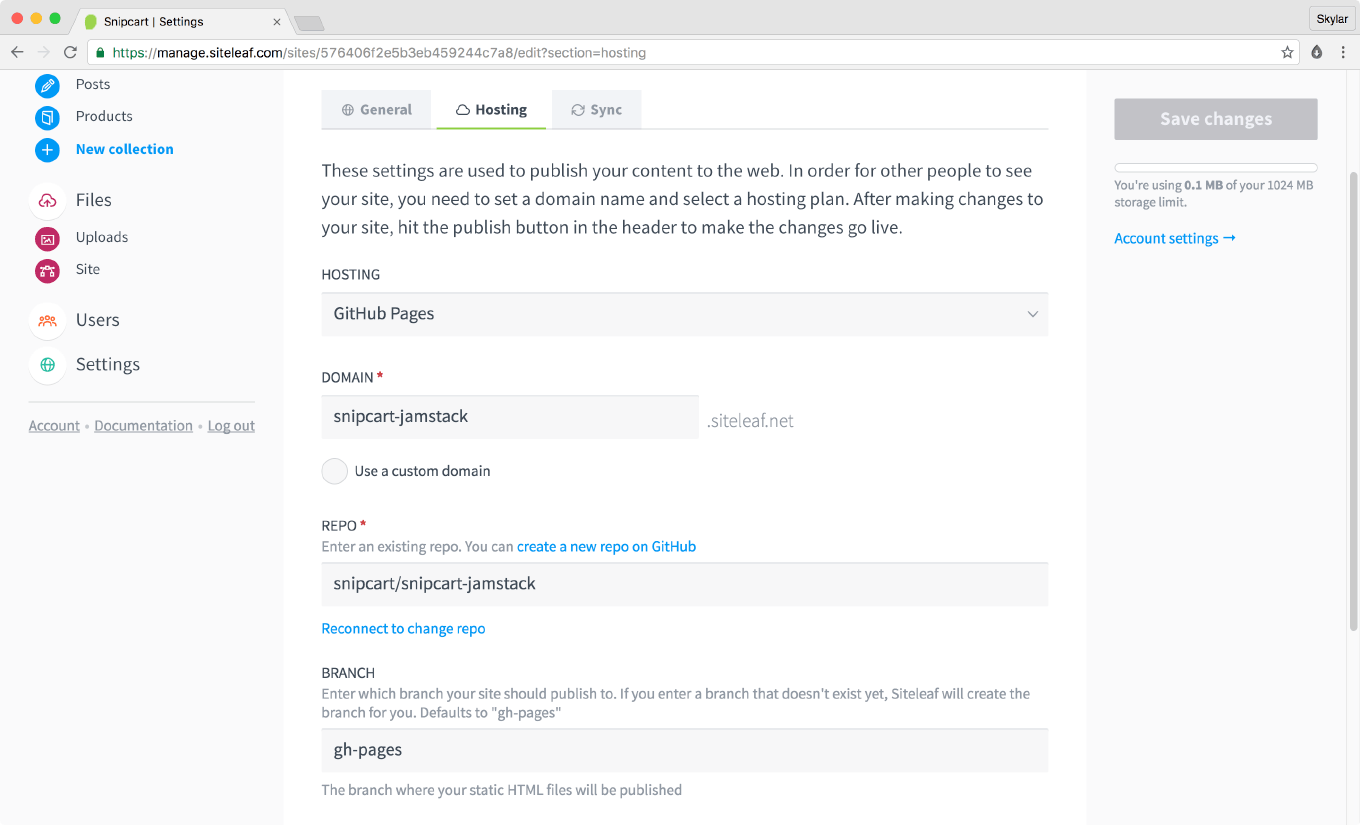 Snipcart | Settings
Skylar
https://manage.siteleaf.com/sites/576406f2e5b3eb459244c7a8/edit?section=hosting
Posts
Products
New collection
Files
Uploads
Site
Users
Settings
Account • Documentation • Log out
General
Hosting
Sync
These settings are used to publish your content to the web. In order for other people to see
your site, you need to set a domain name and select a hosting plan. After making changes to
your site, hit the publish button in the header to make the changes go live.
HOSTING
GitHub Pages
DOMAIN *
snipcart-jamstack
.siteleaf.net
Use a custom domain
REPO *
Enter an existing repo. You can create a new repo on GitHub
snipcart/snipcart-jamstack
Reconnect to change repo
BRANCH
Enter which branch your site should publish to. If you enter a branch that doesn't exist yet, Siteleaf will create the
branch for you. Defaults to "gh-pages"
gh-pages
The branch where your static HTML files will be published
Save changes
You're using 0.1 MB of your 1024 MB
storage limit.
Account settings →